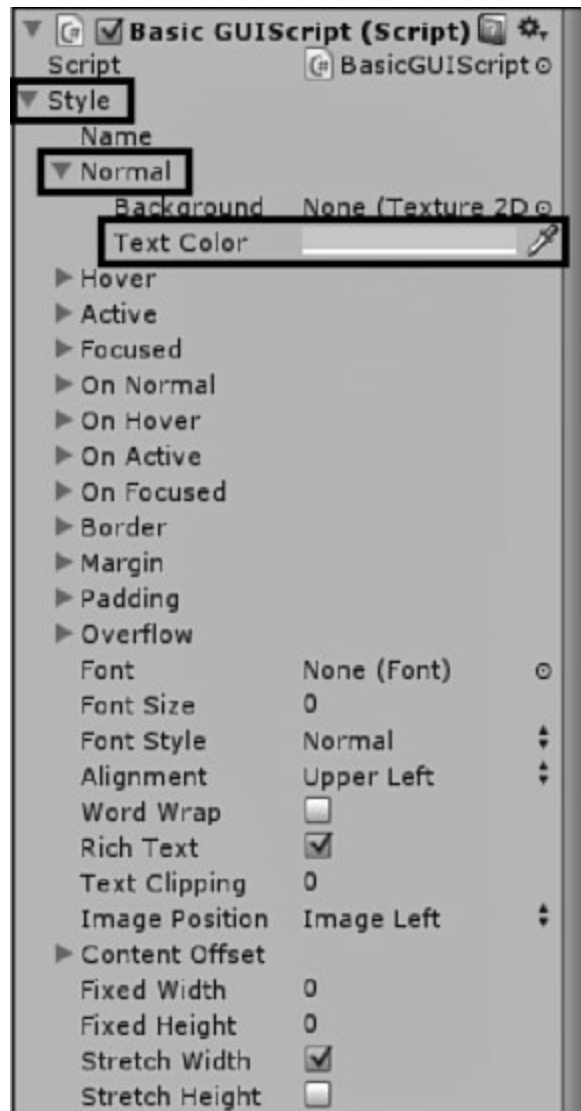 Basic GUIScript (Script)
Script BasicGUIScript
Style
Name
Normal
Background None (Texture 2D
Text Color
Hover
Active
Focused
On Normal
On Hover
On Active
On Focused
Border
Margin
Padding
Overflow
Font None (Font)
Font Size 0
Font Style Normal
Alignment Upper Left
Word Wrap
Rich Text
Text Clipping 0
Image Position Image Left
Content Offset
Fixed Width 0
Fixed Height 0
Stretch Width
Stretch Height